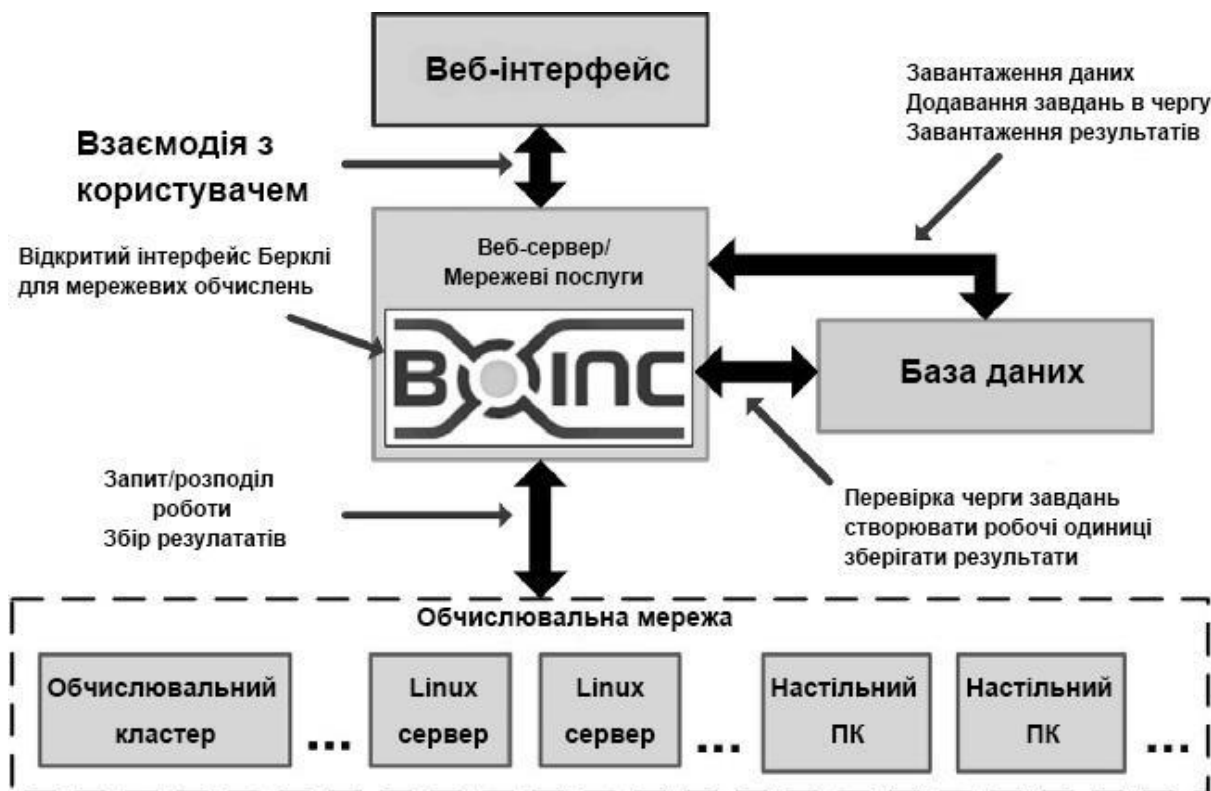 Веб-інтерфейс
Завантаження даних
Додавання завдань в чергу
Завантаження результатів
Взаємодія з
користувачем
Відкритий інтерфейс Берклі
для мережевих обчислень
Веб-сервер/
Мережеві послуги
BOINC
База даних
Запит/розподіл
роботи
Збір резулататів
Перевірка черги завдань
створювати робочі одиниці
зберігати результати
Обчислювальна мережа
Обчислювальний
кластер
...
Linux
сервер
Linux
сервер
...
Настільний
ПК
Настільний
ПК
...